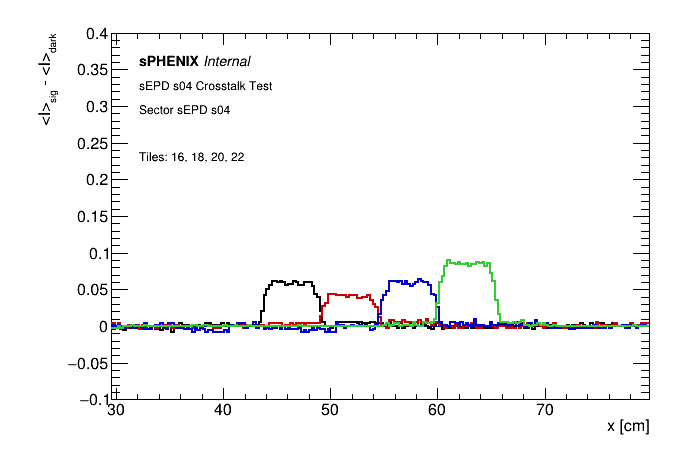 <I>sig - <I>dark
0.4
0.35
0.3
0.25
0.2
0.15
0.1
0.05
0
−0.05
−0.1
sPHENIX Internal
sEPD s04 Crosstalk Test
Sector sEPD s04
Tiles: 16, 18, 20, 22
30 40 50 60 70
x [cm]